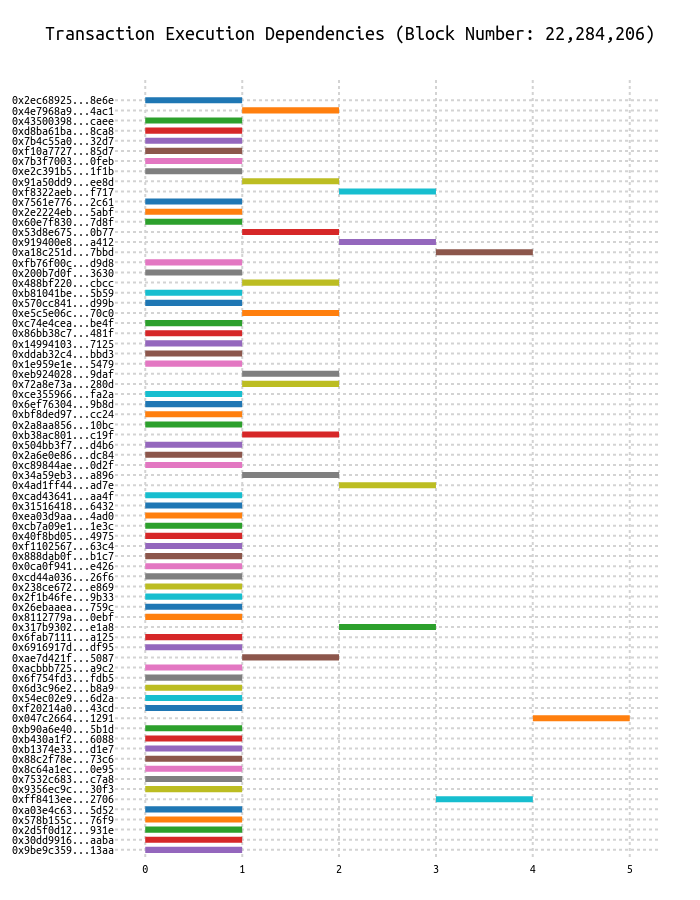 Transaction Execution Dependencies (Block Number: 22,284,206)
0x2ec68925...8e6e
0x4e7968a9...4ac1
0x43500398...caee
0xd8ba61ba...8ca8
0x7b4c55a0...32d7
0xf10a7727...85d7
0x7b3f7003...0feb
0xe2c391b5...1f1b
0x91a50dd9...ee8d
0xf8322aeb...f717
0x7561e776...2c61
0x2e2224eb...5abf
0x60e7f830...7d8f
0x53d8e675...0b77
0x919400e8...a412
0xa18c251d...7bbd
0xfb76f00c...d9d8
0x200b7d0f...3630
0x488bf220...cbcc
0xb81041be...5b59
0x570cc841...d99b
0xe5c5e06c...70c0
0xc74e4cea...be4f
0x86bb38c7...481f
0x14994103...7125
0xddab32c4...bbd3
0x1e959e1e...5479
0xeb924028...9daf
0x72a8e73a...280d
0xce355966...fa2a
0x6ef76304...9b8d
0xbf8ded97...cc24
0x2a8aa856...10bc
0xb38ac801...c19f
0x504bb3f7...d4b6
0x2a6e0e86...dc84
0xc89844ae...0d2f
0x34a59eb3...a896
0x4ad1ff44...ad7e
0xcad43641...aa4f
0x31516418...6432
0xea03d9aa...4ad0
0xcb7a09e1...1e3c
0x40f8bd05...4975
0xf1102567...63c4
0x888dab0f...b1c7
0x0ca0f941...e426
0xcd44a036...26f6
0x238ce672...e869
0x2f1b46fe...9b33
0x26ebaaea...759c
0x8112779a...0ebf
0x317b9302...e1a8
0x6fab7111...a125
0x6916917d...df95
0xae7d421f...5087
0xacbbb725...a9c2
0x6f754fd3...fdb5
0x6d3c96e2...b8a9
0x54ec02e9...6d2a
0xf20214a0...43cd
0x047c2664...1291
0xb90a6e40...5b1d
0xb430a1f2...6088
0xb1374e33...d1e7
0x88c2f78e...73c6
0x8c64a1ec...0e95
0x7532c683...c7a8
0x9356ec9c...30f3
0xff8413ee...2706
0xa03e4c63...5d52
0x578b155c...76f9
0x2d5f0d12...931e
0x30dd9916...aaba
0x9be9c359...13aa
0 1 2 3 4 5